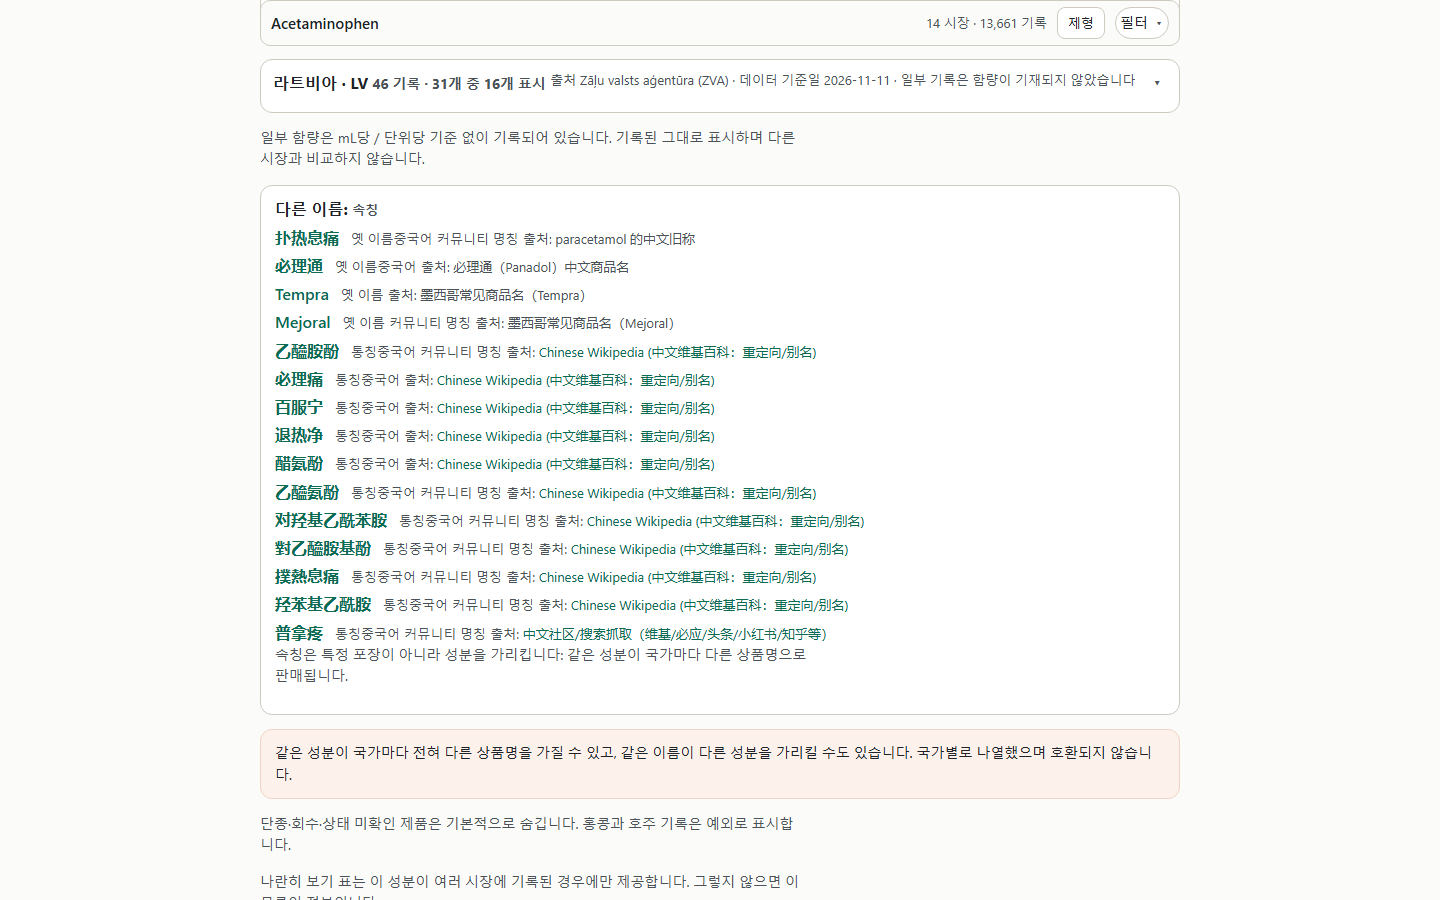 Acetaminophen 14 시장 · 13,661 기록 제형 필터
라트비아 · LV 46 기록 · 31개 중 16개 표시 출처 Zāļu valsts aģentūra (ZVA) · 데이터 기준일 2026-11-11 · 일부 기록은 함량이 기재되지 않았습니다
일부 함량은 mL당 / 단위당 기준 없이 기록되어 있습니다. 기록된 그대로 표시하며 다른
시장과 비교하지 않습니다.
다른 이름: 속칭
扑热息痛 옛 이름중국어 커뮤니티 명칭 출처: paracetamol 的中文旧称
必理通 옛 이름중국어 출처: 必理通（Panadol）中文商品名
Tempra 옛 이름 출처: 墨西哥常见商品名（Tempra）
Mejoral 옛 이름 커뮤니티 명칭 출처: 墨西哥常见商品名（Mejoral）
乙醯胺酚 통칭중국어 커뮤니티 명칭 출처: Chinese Wikipedia (中文维基百科：重定向/别名)
必理痛 통칭중국어 출처: Chinese Wikipedia (中文维基百科：重定向/别名)
百服宁 통칭중국어 출처: Chinese Wikipedia (中文维基百科：重定向/别名)
退热净 통칭중국어 출처: Chinese Wikipedia (中文维基百科：重定向/别名)
醋氨酚 통칭중국어 출처: Chinese Wikipedia (中文维基百科：重定向/别名)
乙醯氨酚 통칭중국어 커뮤니티 명칭 출처: Chinese Wikipedia (中文维基百科：重定向/别名)
对羟基乙酰苯胺 통칭중국어 커뮤니티 명칭 출처: Chinese Wikipedia (中文维基百科：重定向/别名)
對乙醯胺基酚 통칭중국어 커뮤니티 명칭 출처: Chinese Wikipedia (中文维基百科：重定向/别名)
撲熱息痛 통칭중국어 커뮤니티 명칭 출처: Chinese Wikipedia (中文维基百科：重定向/别名)
羟苯基乙酰胺 통칭중국어 커뮤니티 명칭 출처: Chinese Wikipedia (中文维基百科：重定向/别名)
普拿疼 통칭중국어 커뮤니티 명칭 출처: 中文社区/搜索抓取（维基/必应/头条/小红书/知乎等）
속칭은 특정 포장이 아니라 성분을 가리킵니다: 같은 성분이 국가마다 다른 상품명으로
판매됩니다.
같은 성분이 국가마다 전혀 다른 상품명을 가질 수 있고, 같은 이름이 다른 성분을 가리킬 수도 있습니다. 국가별로 나열했으며 호환되지 않습니
다.
단종·회수·상태 미확인 제품은 기본적으로 숨깁니다. 홍콩과 호주 기록은 예외로 표시합
니다.
나란히 보기 표는 이 성분이 여러 시장에 기록된 경우에만 제공합니다. 그렇지 않으면 이